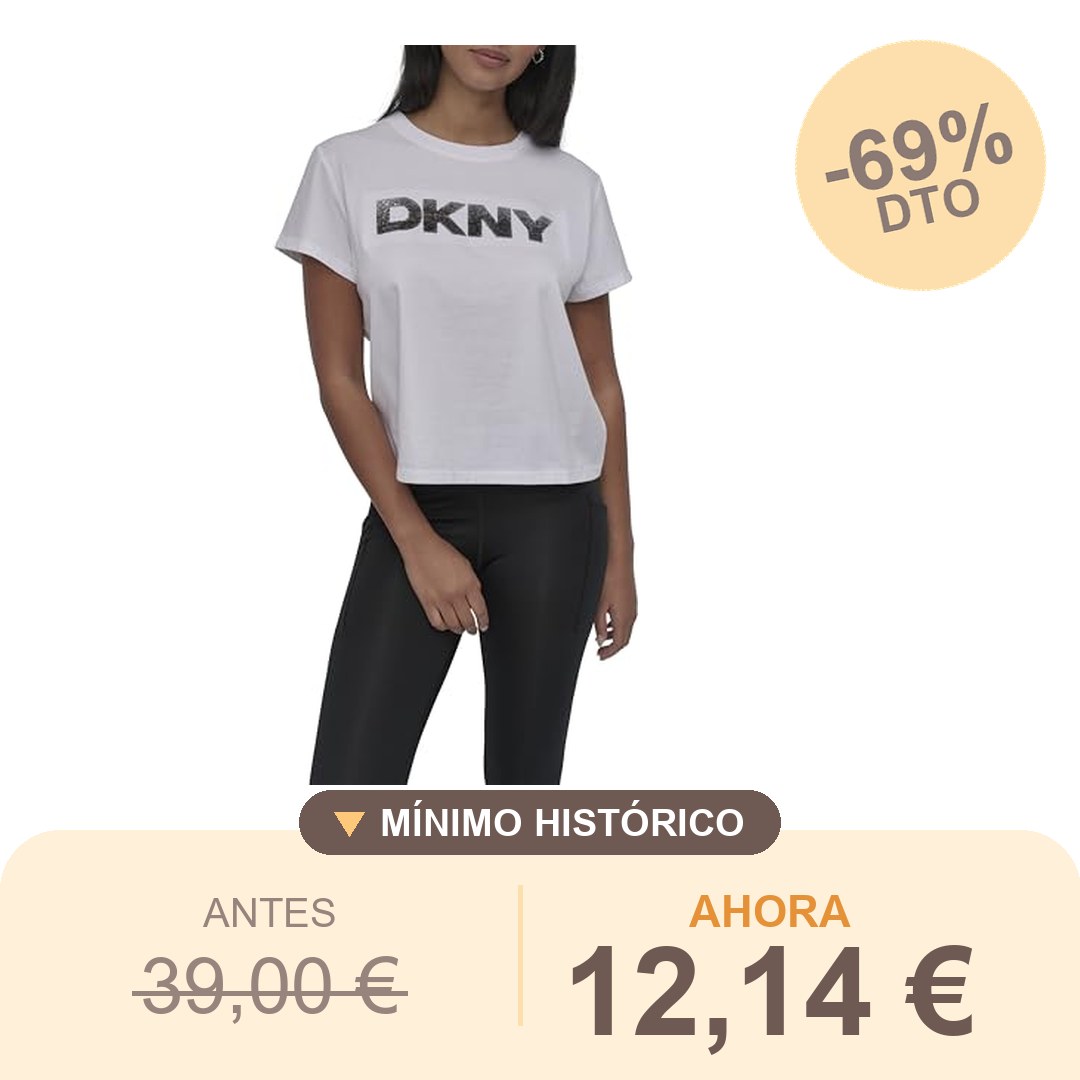 -69%
DTO
DKNY
MÍNIMO HISTÓRICO
ANTES
39,00 €
AHORA
12,14 €